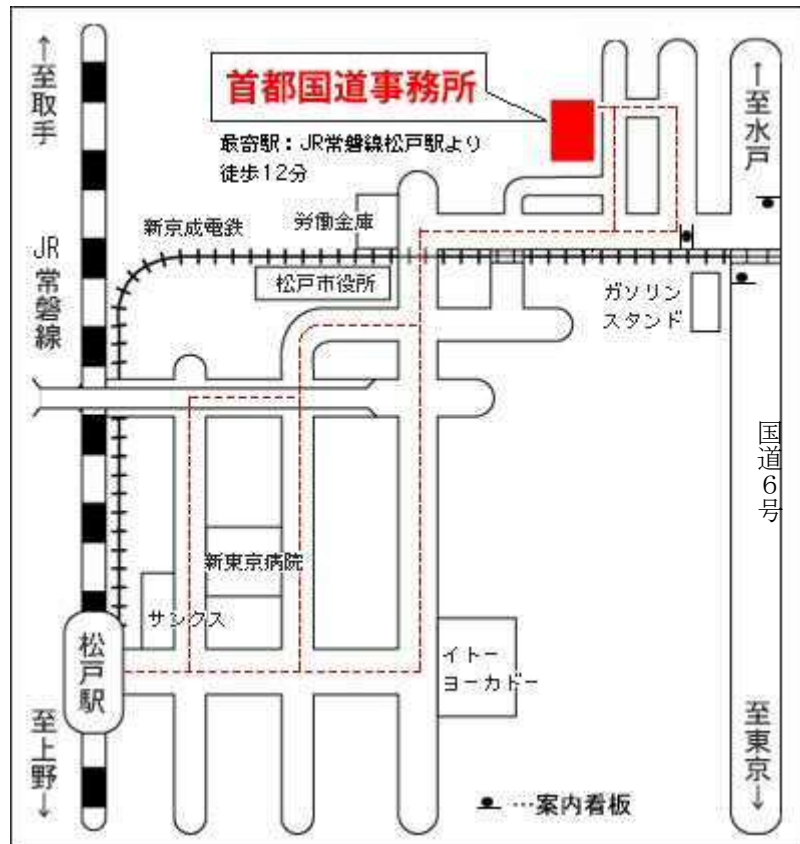 ↑至取手
首都国道事務所
最寄駅：JR常磐線松戸駅より
徒歩12分
↑至水戸
新京成電鉄
労働金庫
JR常磐線
松戸市役所
ガソリン
スタンド
国道6号
新東京病院
サンクス
松戸駅
イトー
ヨーカドー
至上野↓
至東京↓
…案内看板